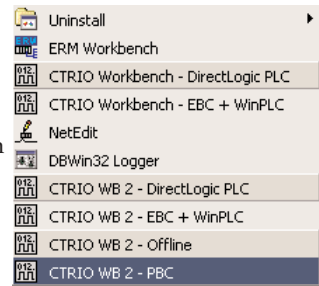 Uninstall
ERM Workbench
CTRIO Workbench - DirectLogic PLC
CTRIO Workbench - EBC + WinPLC
NetEdit
DBWin32 Logger
CTRIO WB 2 - DirectLogic PLC
CTRIO WB 2 - EBC + WinPLC
CTRIO WB 2 - Offline
CTRIO WB 2 - PBC